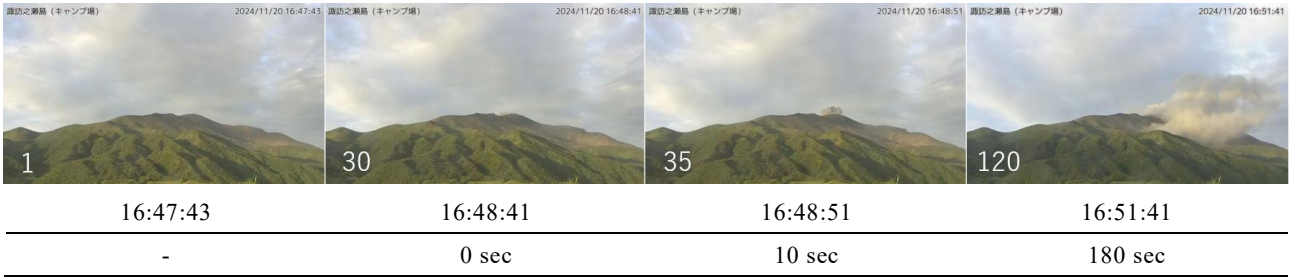 諏訪之瀬島（キャンプ場） 2024/11/20 16:47:43
1
諏訪之瀬島（キャンプ場） 2024/11/20 16:48:41
30
諏訪之瀬島（キャンプ場） 2024/11/20 16:48:51
35
諏訪之瀬島（キャンプ場） 2024/11/20 16:51:41
120
16:47:43 16:48:41 16:48:51 16:51:41
- 0 sec 10 sec 180 sec